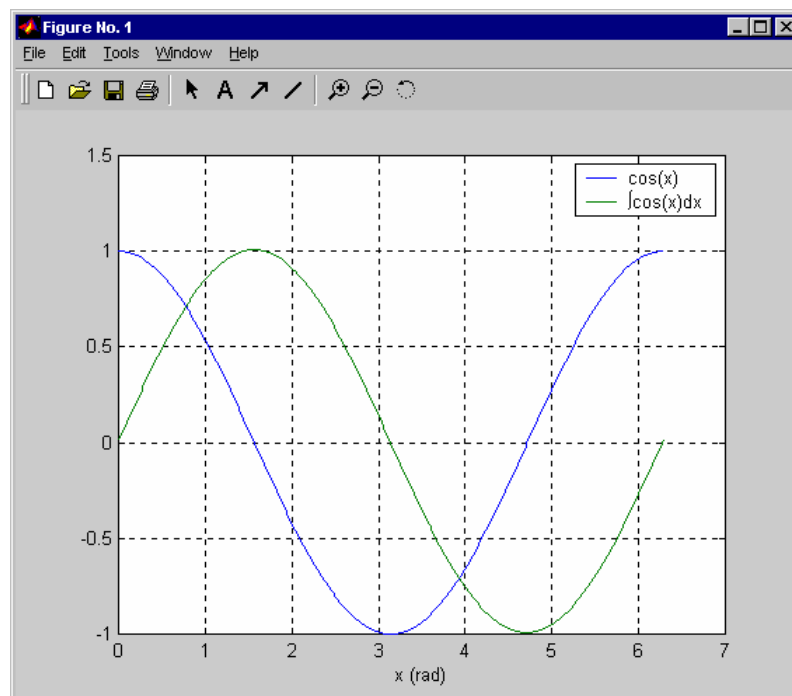 Figure No. 1
File Edit Tools Window Help
A
cos(x)
∫cos(x)dx
1.5
1
0.5
0
-0.5
-1
0 1 2 3 4 5 6 7
x (rad)